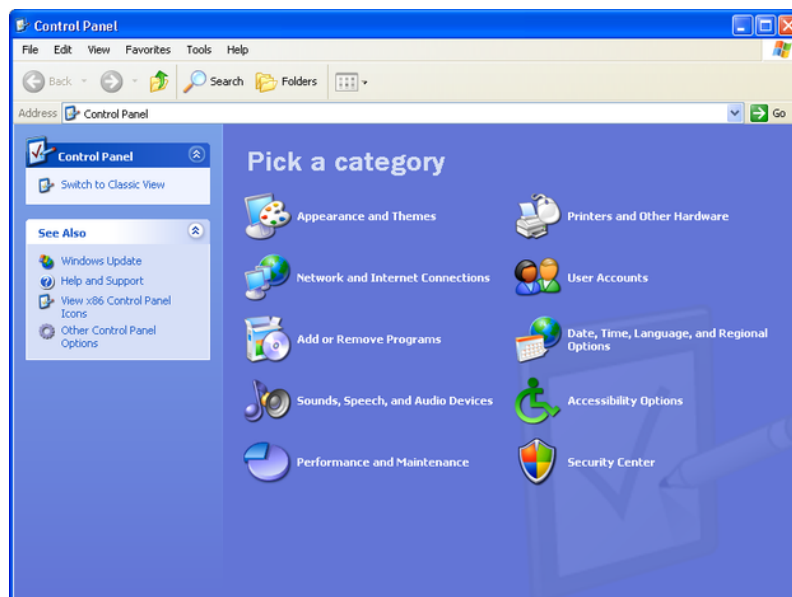 Control Panel
File Edit View Favorites Tools Help
Back Search Folders
Address Control Panel Go
Control Panel
Switch to Classic View
See Also
Windows Update
Help and Support
View x86 Control Panel
Icons
Other Control Panel
Options
Pick a category
Appearance and Themes
Printers and Other Hardware
Network and Internet Connections
User Accounts
Add or Remove Programs
Date, Time, Language, and Regional
Options
Sounds, Speech, and Audio Devices
Accessibility Options
Performance and Maintenance
Security Center